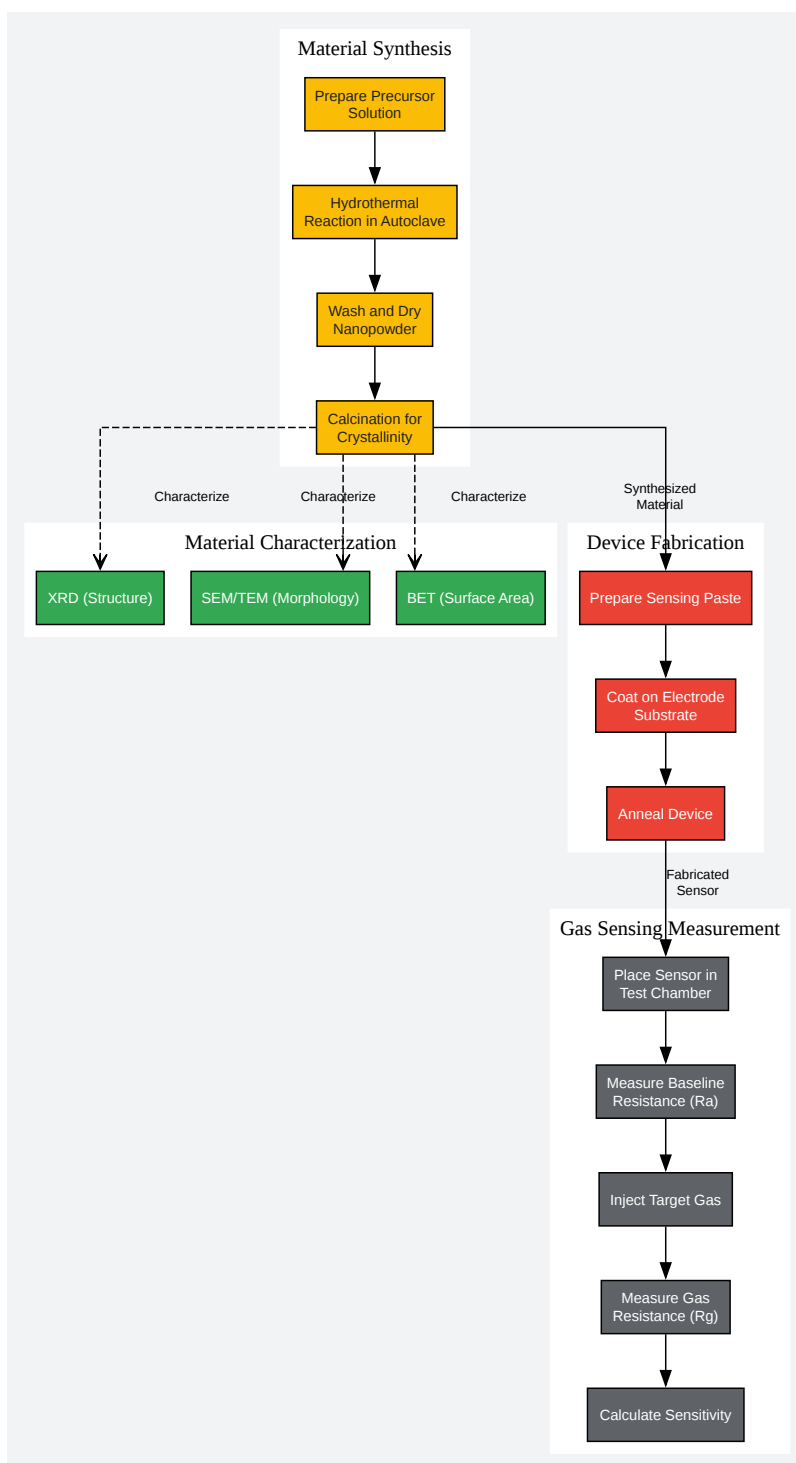 Material Synthesis
Prepare Precursor
Solution
Hydrothermal
Reaction in Autoclave
Wash and Dry
Nanopowder
Calcination for
Crystallinity
Characterize
Characterize
Characterize
Synthesized
Material
Material Characterization
XRD (Structure)
SEM/TEM (Morphology)
BET (Surface Area)
Device Fabrication
Prepare Sensing Paste
Coat on Electrode
Substrate
Anneal Device
Fabricated
Sensor
Gas Sensing Measurement
Place Sensor in
Test Chamber
Measure Baseline
Resistance (Ra)
Inject Target Gas
Measure Gas
Resistance (Rg)
Calculate Sensitivity